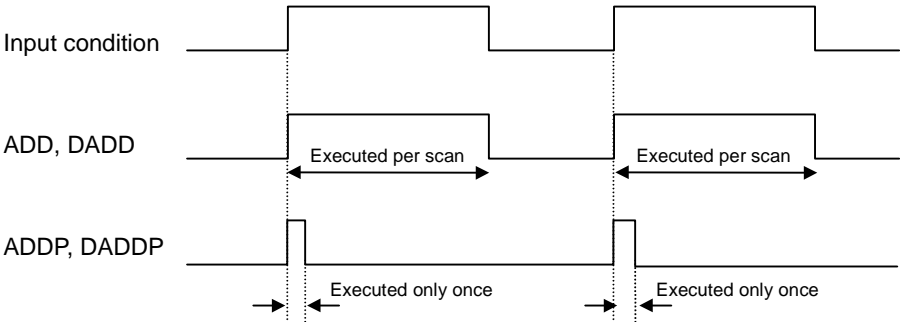 Input condition
ADD, DADD
Executed per scan
Executed per scan
ADDP, DADDP
Executed only once
Executed only once